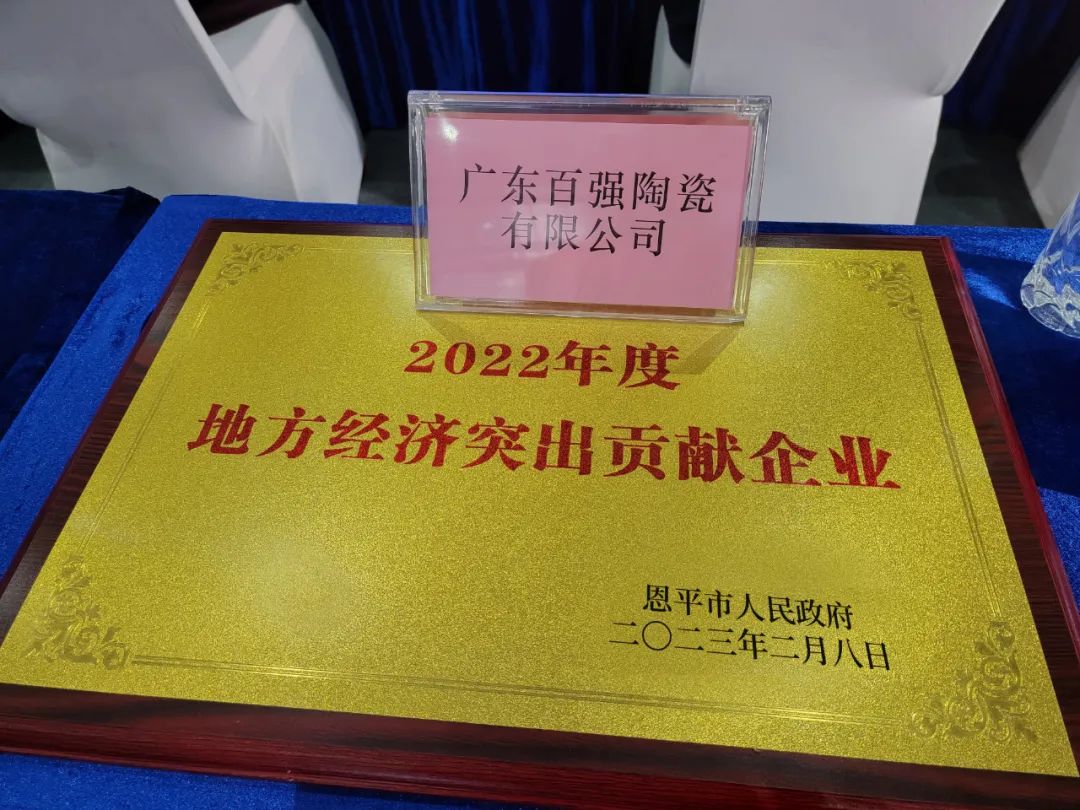 广东百强陶瓷
有限公司
2022年度
地方经济突出贡献企业
恩平市人民政府
二〇二三年二月八日